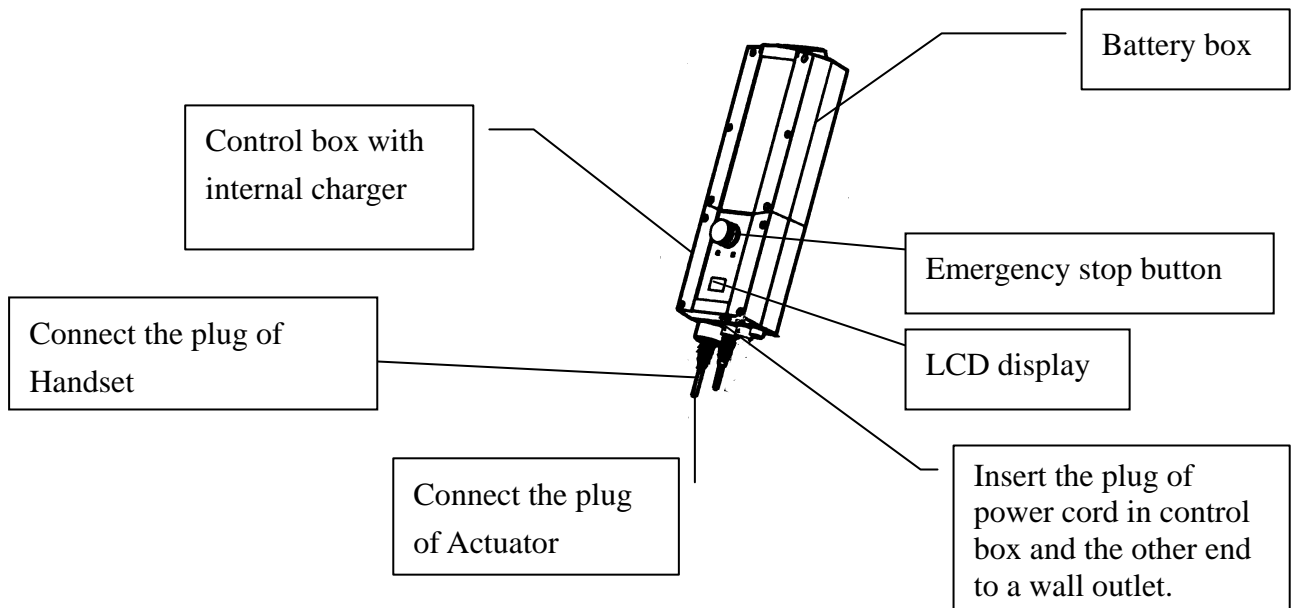 Battery box
Control box with
internal charger
Emergency stop button
Connect the plug of
Handset
LCD display
Connect the plug
of Actuator
Insert the plug of
power cord in control
box and the other end
to a wall outlet.